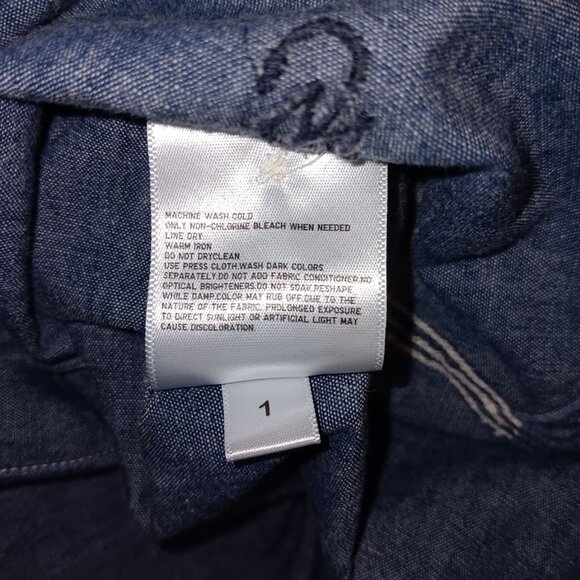 MACHINE WASH COLD
ONLY NON-CHLORINE BLEACH WHEN NEEDED
LINE DRY
WARM IRON
DO NOT DRYCLEAN
USE PRESS CLOTH.WASH DARK COLORS
SEPARATELY.DO NOT ADD FABRIC CONDITIONER.NO
OPTICAL BRIGHTENERS.DO NOT SOAK.RESHAPE
WHILE DAMP.COLOR MAY RUB OFF.DUE TO THE
NATURE OF THE FABRIC, PROLONGED EXPOSURE
TO DIRECT SUNLIGHT OR ARTIFICIAL LIGHT MAY
CAUSE DISCOLORATION.
1